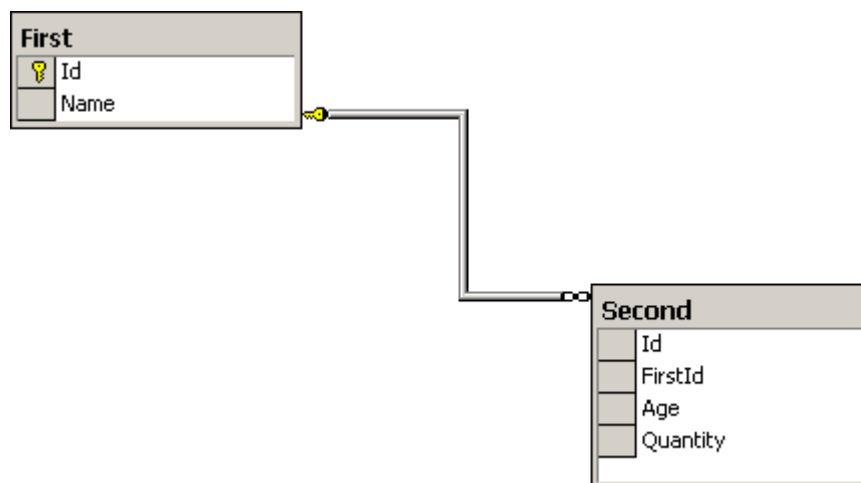 First
Id
Name
Second
Id
FirstId
Age
Quantity